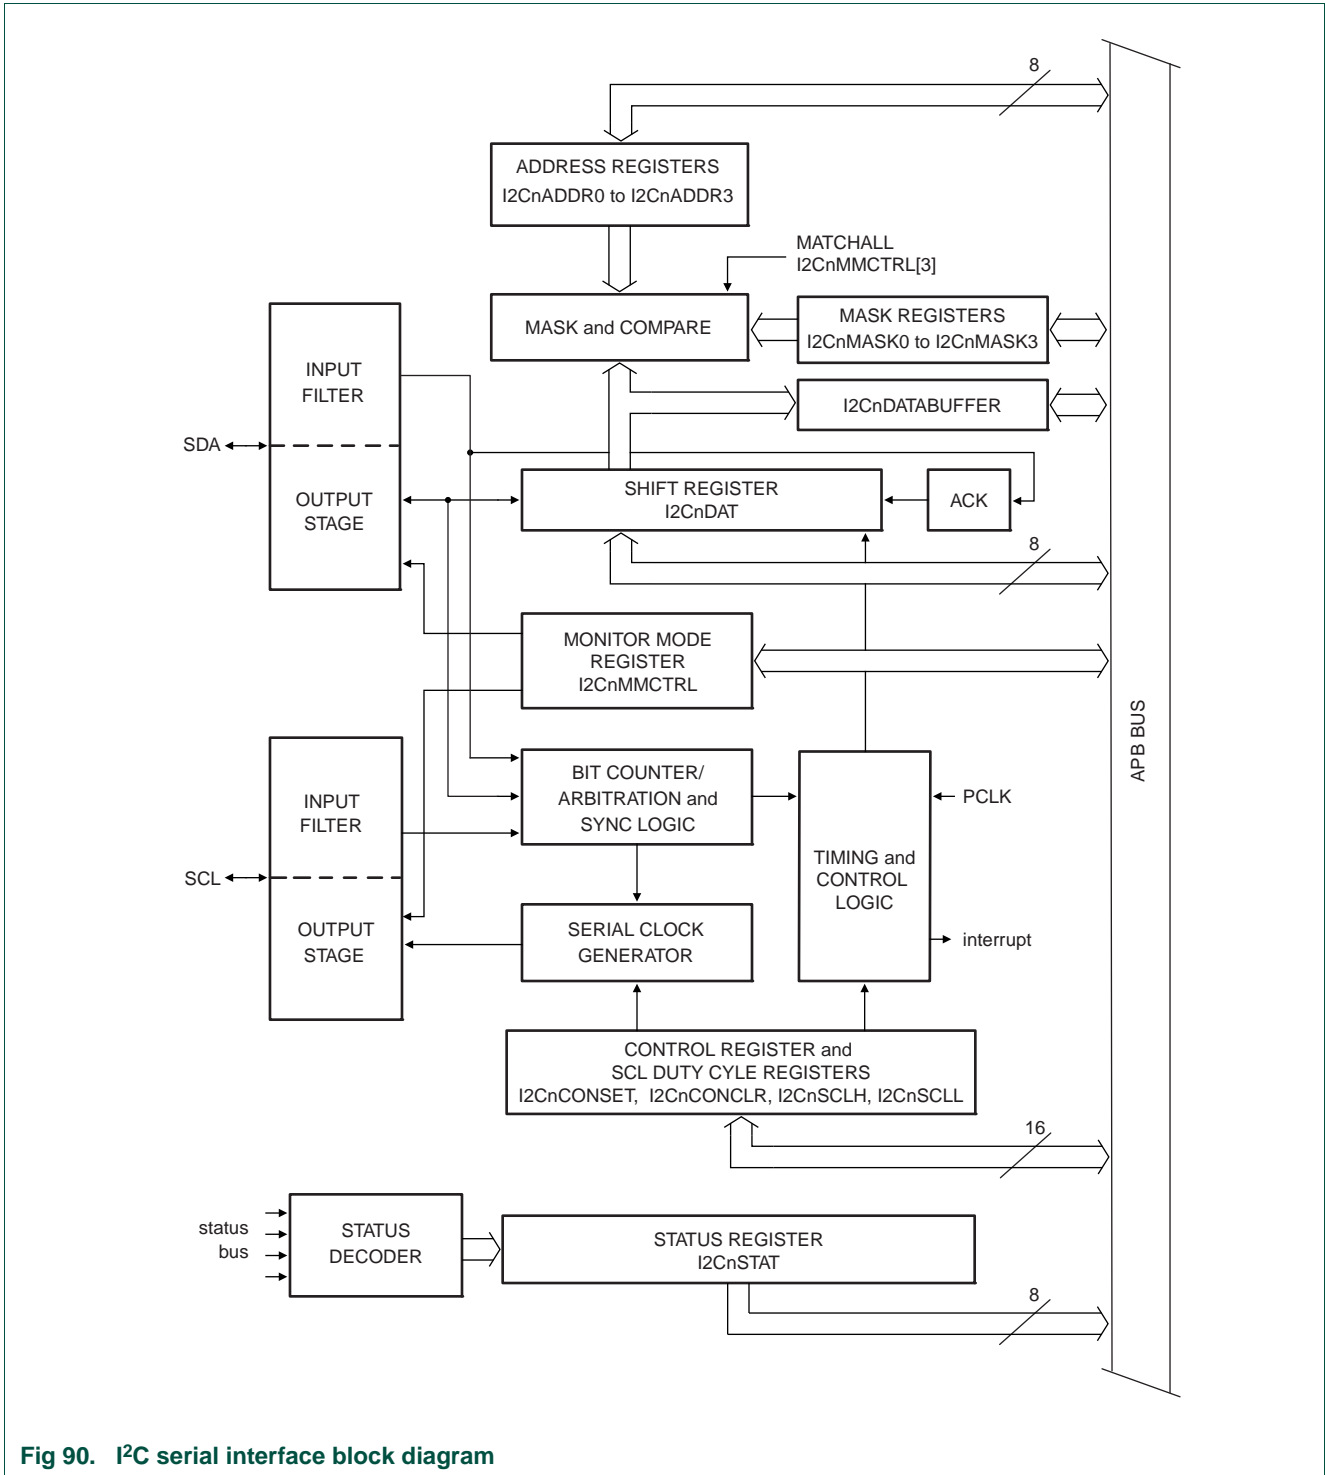 8
ADDRESS REGISTERS
I2CnADDR0 to I2CnADDR3
MATCHALL
I2CnMMCTRL[3]
MASK and COMPARE
MASK REGISTERS
I2CnMASK0 to I2CnMASK3
INPUT
FILTER
I2CnDATABUFFER
SDA
OUTPUT
STAGE
SHIFT REGISTER
I2CnDAT
ACK
8
MONITOR MODE
REGISTER
I2CnMMCTRL
APB BUS
INPUT
FILTER
BIT COUNTER/
ARBITRATION and
SYNC LOGIC
PCLK
TIMING and
CONTROL
LOGIC
SCL
OUTPUT
STAGE
SERIAL CLOCK
GENERATOR
interrupt
CONTROL REGISTER and
SCL DUTY CYLE REGISTERS
I2CnCONSET, I2CnCONCLR, I2CnSCLH, I2CnSCLL
16
status
bus
STATUS
DECODER
STATUS REGISTER
I2CnSTAT
8
Fig 90. I²C serial interface block diagram